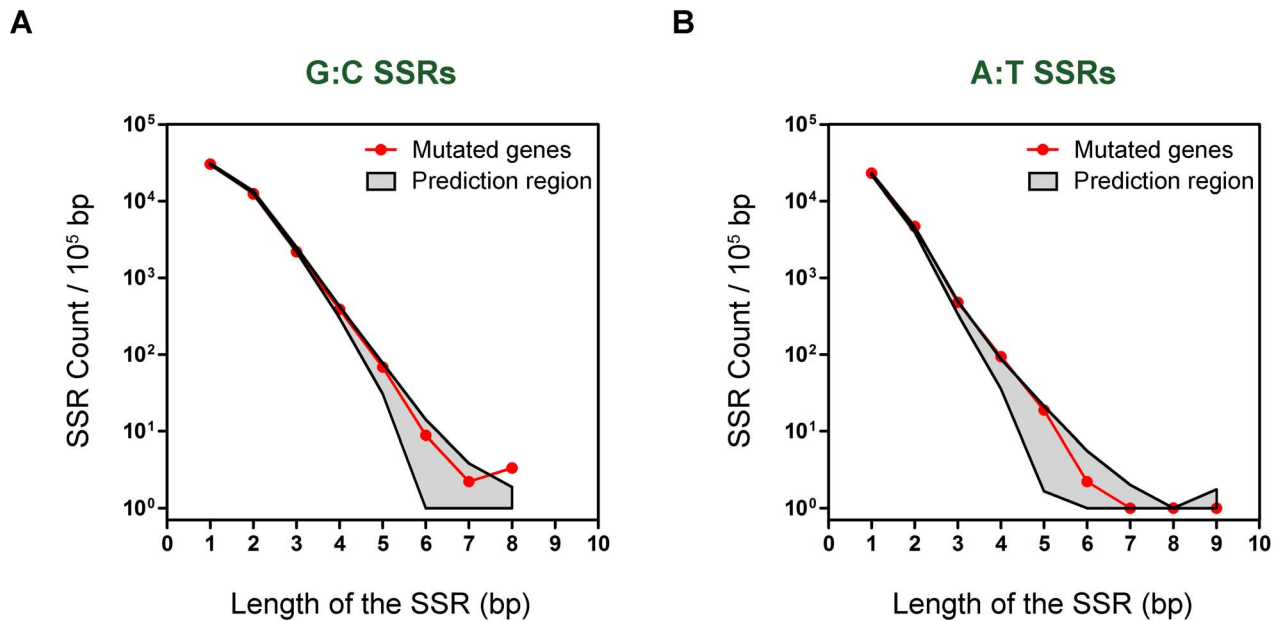 A
G:C SSRs
SSR Count / 10⁵ bp
10⁵
10⁴
10³
10²
10¹
10⁰
Mutated genes
Prediction region
0 1 2 3 4 5 6 7 8 9 10
Length of the SSR (bp)
B
A:T SSRs
SSR Count / 10⁵ bp
10⁵
10⁴
10³
10²
10¹
10⁰
Mutated genes
Prediction region
0 1 2 3 4 5 6 7 8 9 10
Length of the SSR (bp)